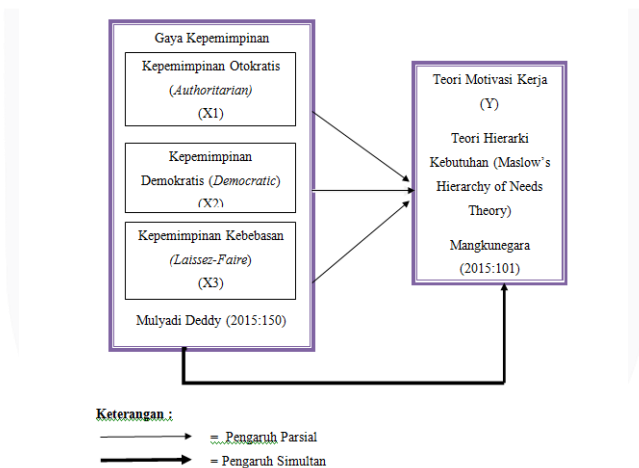 Gaya Kepemimpinan
Kepemimpinan Otokratis
(Authoritarian)
(X1)
Kepemimpinan
Demokratis (Democratic)
(X2)
Kepemimpinan Kebebasan
(Laissez-Faire)
(X3)
Mulyadi Deddy (2015:150)
Teori Motivasi Kerja
(Y)
Teori Hierarki
Kebutuhan (Maslow’s
Hierarchy of Needs
Theory)
Mangkunegara
(2015:101)
Keterangan :
= Pengaruh Parsial
= Pengaruh Simultan